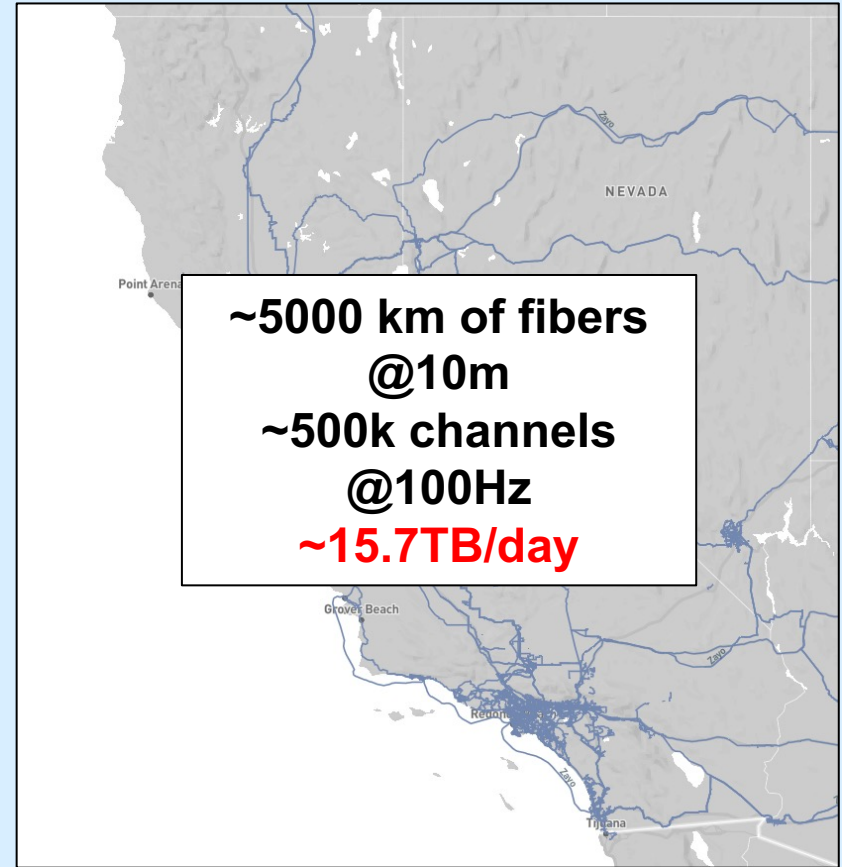 Zayo
NEVADA
Point Arena
~5000 km of fibers
@10m
~500k channels
@100Hz
~15.7TB/day
Grover Beach
Zayo
Zayo
Tijuana